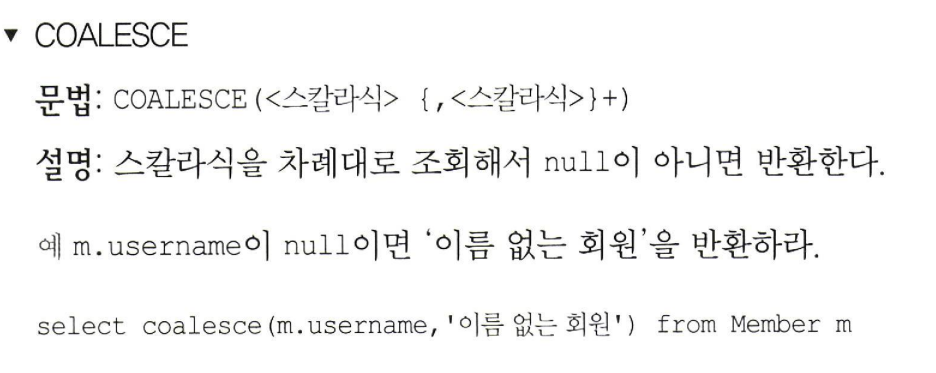 ▼ COALESCE
문법: COALESCE(<스칼라식> {,<스칼라식>}+)
설명: 스칼라식을 차례대로 조회해서 null이 아니면 반환한다.
예 m.username이 null이면 ‘이름 없는 회원’을 반환하라.
select coalesce(m.username,'이름 없는 회원') from Member m